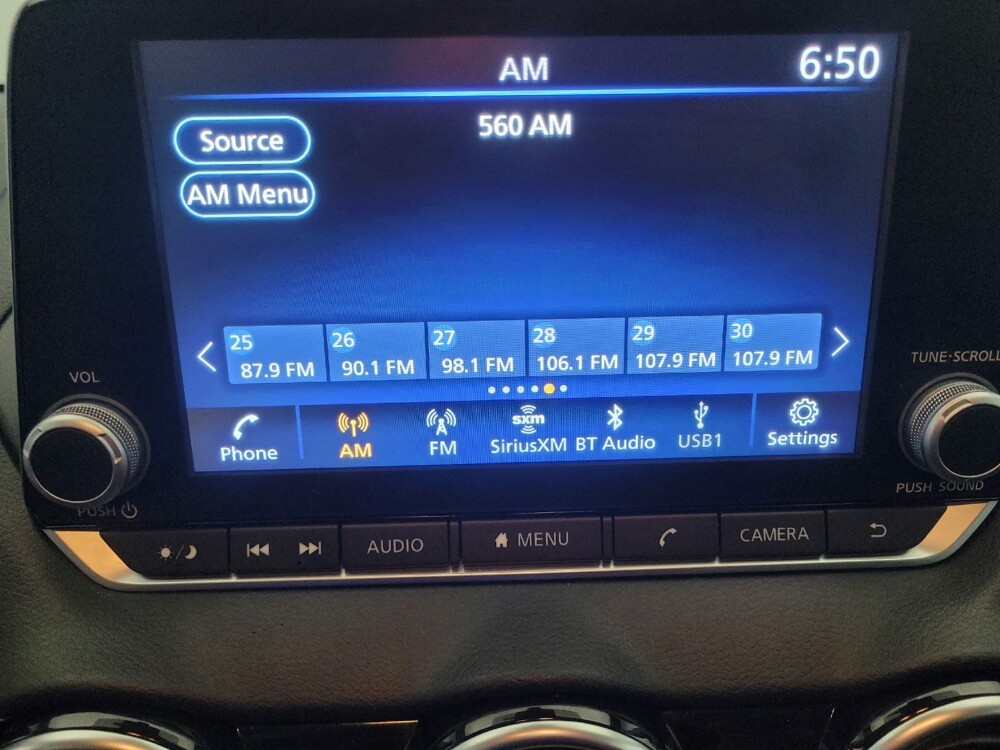 AM
6:50
560 AM
Source
AM Menu
25 26 27 28 29 30
87.9 FM 90.1 FM 98.1 FM 106.1 FM 107.9 FM 107.9 FM
Phone AM FM sxm SiriusXM BT Audio USB1 Settings
VOL
TUNE·SCROLL
PUSH
PUSH SOUND
AUDIO MENU CAMERA